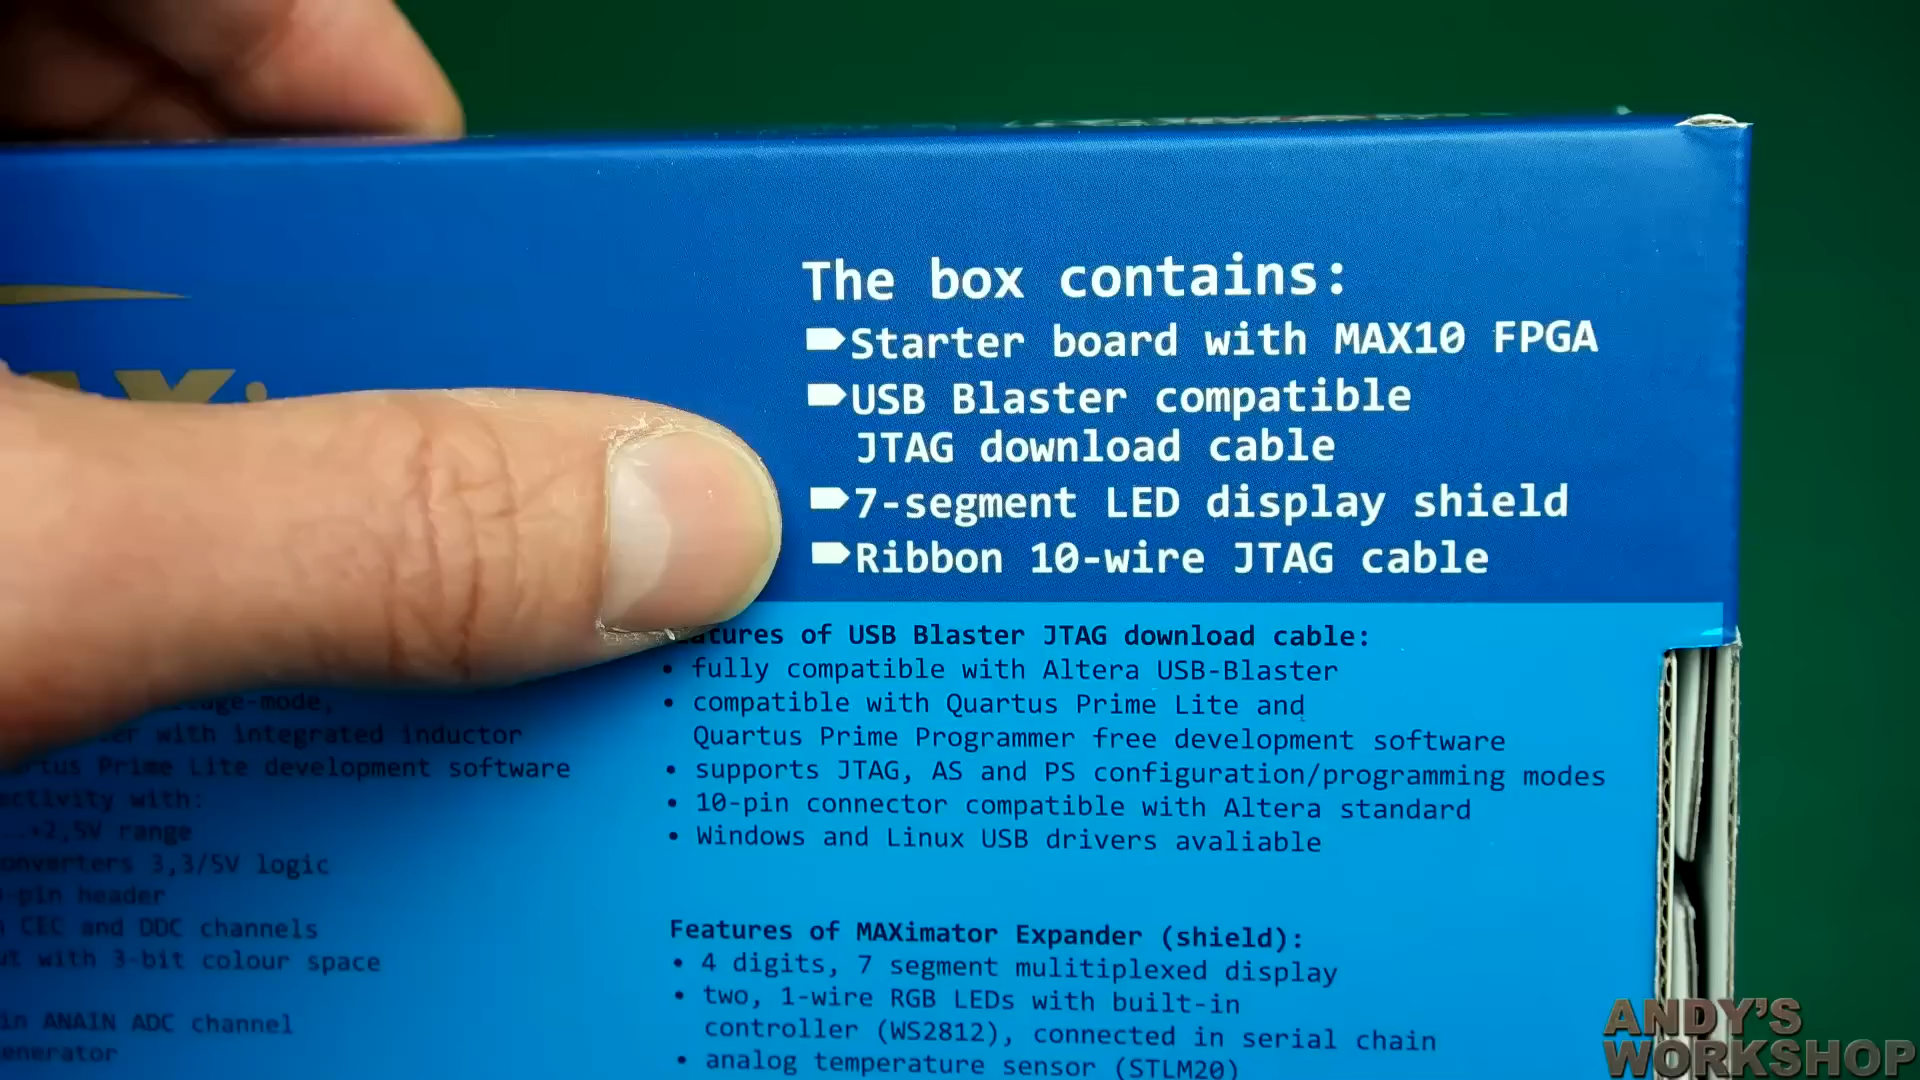 The box contains:
Starter board with MAX10 FPGA
USB Blaster compatible
JTAG download cable
7-segment LED display shield
Ribbon 10-wire JTAG cable
of USB Blaster JTAG download cable:
• fully compatible with Altera USB-Blaster
• compatible with Quartus Prime Lite and
Quartus Prime Programmer free development software
• supports JTAG, AS and PS configuration/programming modes
• 10-pin connector compatible with Altera standard
• Windows and Linux USB drivers avaliable
Features of MAXimator Expander (shield):
• 4 digits, 7 segment mulitiplexed display
• two, 1-wire RGB LEDs with built-in
controller (WS2812), connected in serial chain
• analog temperature sensor (STLM20)
with integrated inductor
Prime Lite development software
with:
+2,5V range
3,3/5V logic
-pin header
CEC and DDC channels
with 3-bit colour space
ANAIN ADC channel
ANDY'S
WORKSHOP